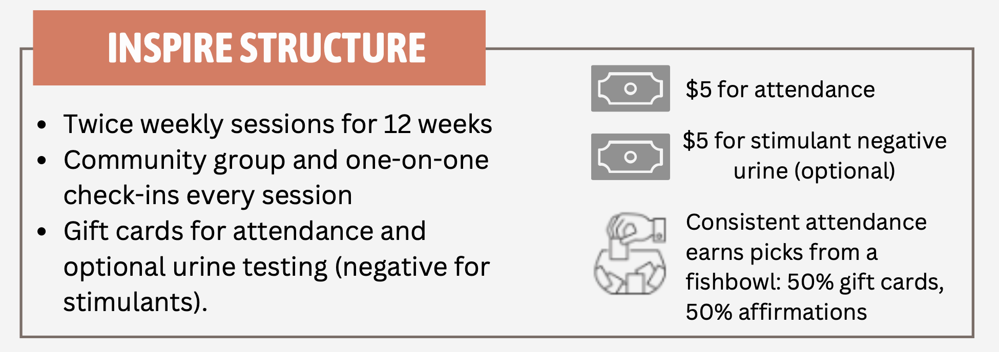 INSPIRE STRUCTURE
• Twice weekly sessions for 12 weeks
• Community group and one-on-one
check-ins every session
• Gift cards for attendance and
optional urine testing (negative for
stimulants).
$5 for attendance
$5 for stimulant negative
urine (optional)
Consistent attendance
earns picks from a
fishbowl: 50% gift cards,
50% affirmations